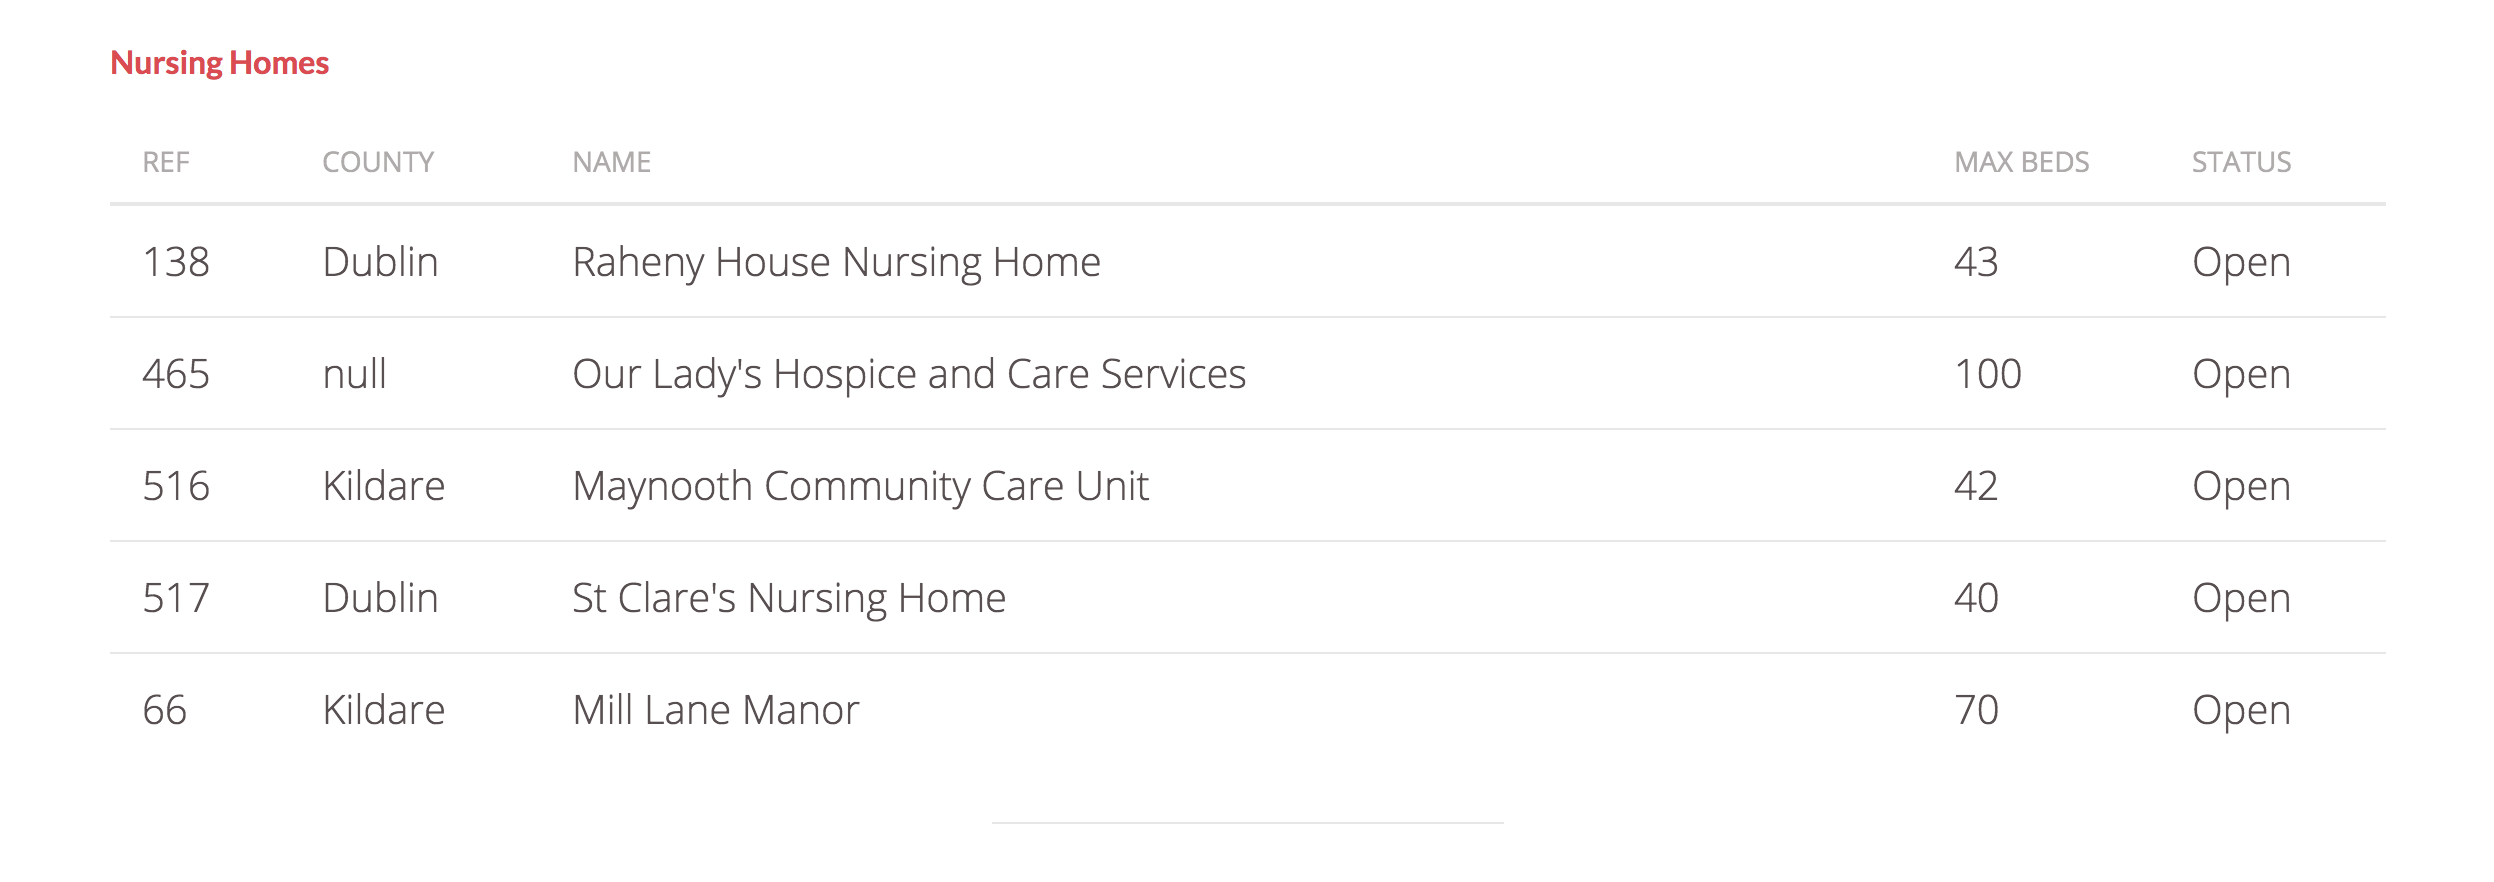 Nursing Homes
REF COUNTY NAME MAX BEDS STATUS
138 Dublin Raheny House Nursing Home 43 Open
465 null Our Lady's Hospice and Care Services 100 Open
516 Kildare Maynooth Community Care Unit 42 Open
517 Dublin St Clare's Nursing Home 40 Open
66 Kildare Mill Lane Manor 70 Open